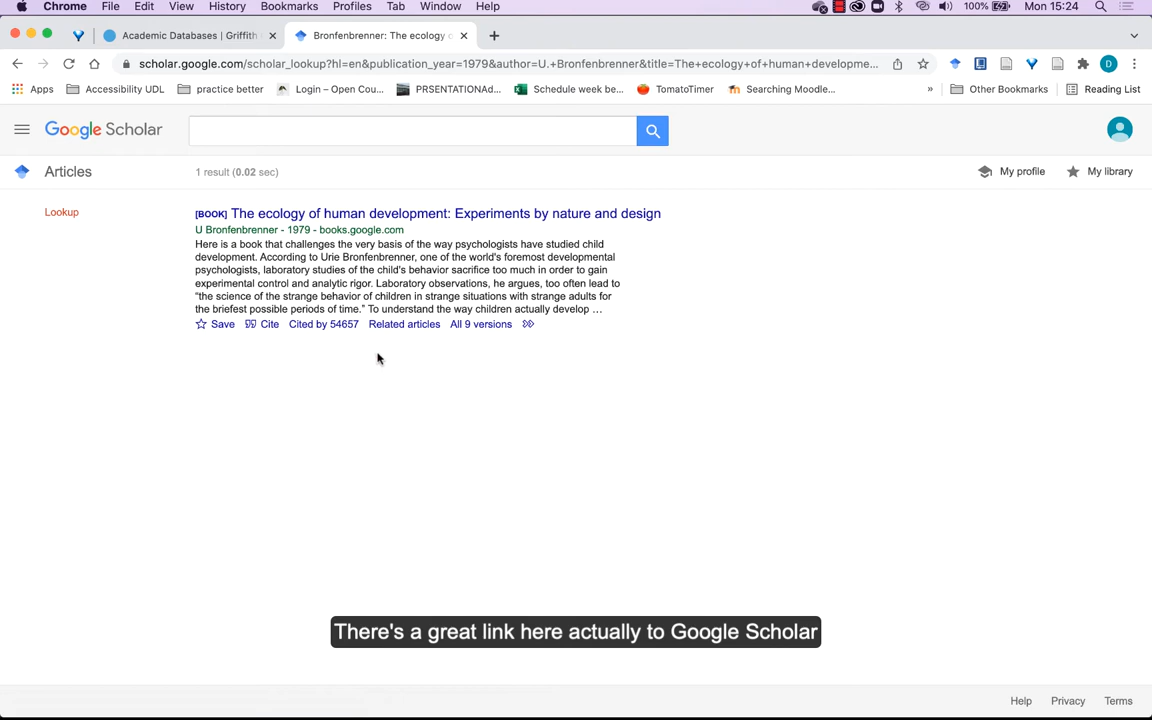 Chrome File Edit View History Bookmarks Profiles Tab Window Help 100% Mon 15:24
Academic Databases | Griffith Bronfenbrenner: The ecology o
scholar.google.com/scholar_lookup?hl=en&publication_year=1979&author=U.+Bronfenbrenner&title=The+ecology+of+human+developme... D
Apps Accessibility UDL practice better Login – Open Cou... PRSENTATIONAd... Schedule week be... TomatoTimer Searching Moodle... » Other Bookmarks Reading List
Google Scholar
Articles 1 result (0.02 sec) My profile My library
Lookup
[BOOK] The ecology of human development: Experiments by nature and design
U Bronfenbrenner - 1979 - books.google.com
Here is a book that challenges the very basis of the way psychologists have studied child
development. According to Urie Bronfenbrenner, one of the world's foremost developmental
psychologists, laboratory studies of the child's behavior sacrifice too much in order to gain
experimental control and analytic rigor. Laboratory observations, he argues, too often lead to
"the science of the strange behavior of children in strange situations with strange adults for
the briefest possible periods of time." To understand the way children actually develop …
Save Cite Cited by 54657 Related articles All 9 versions
There's a great link here actually to Google Scholar
Help Privacy Terms